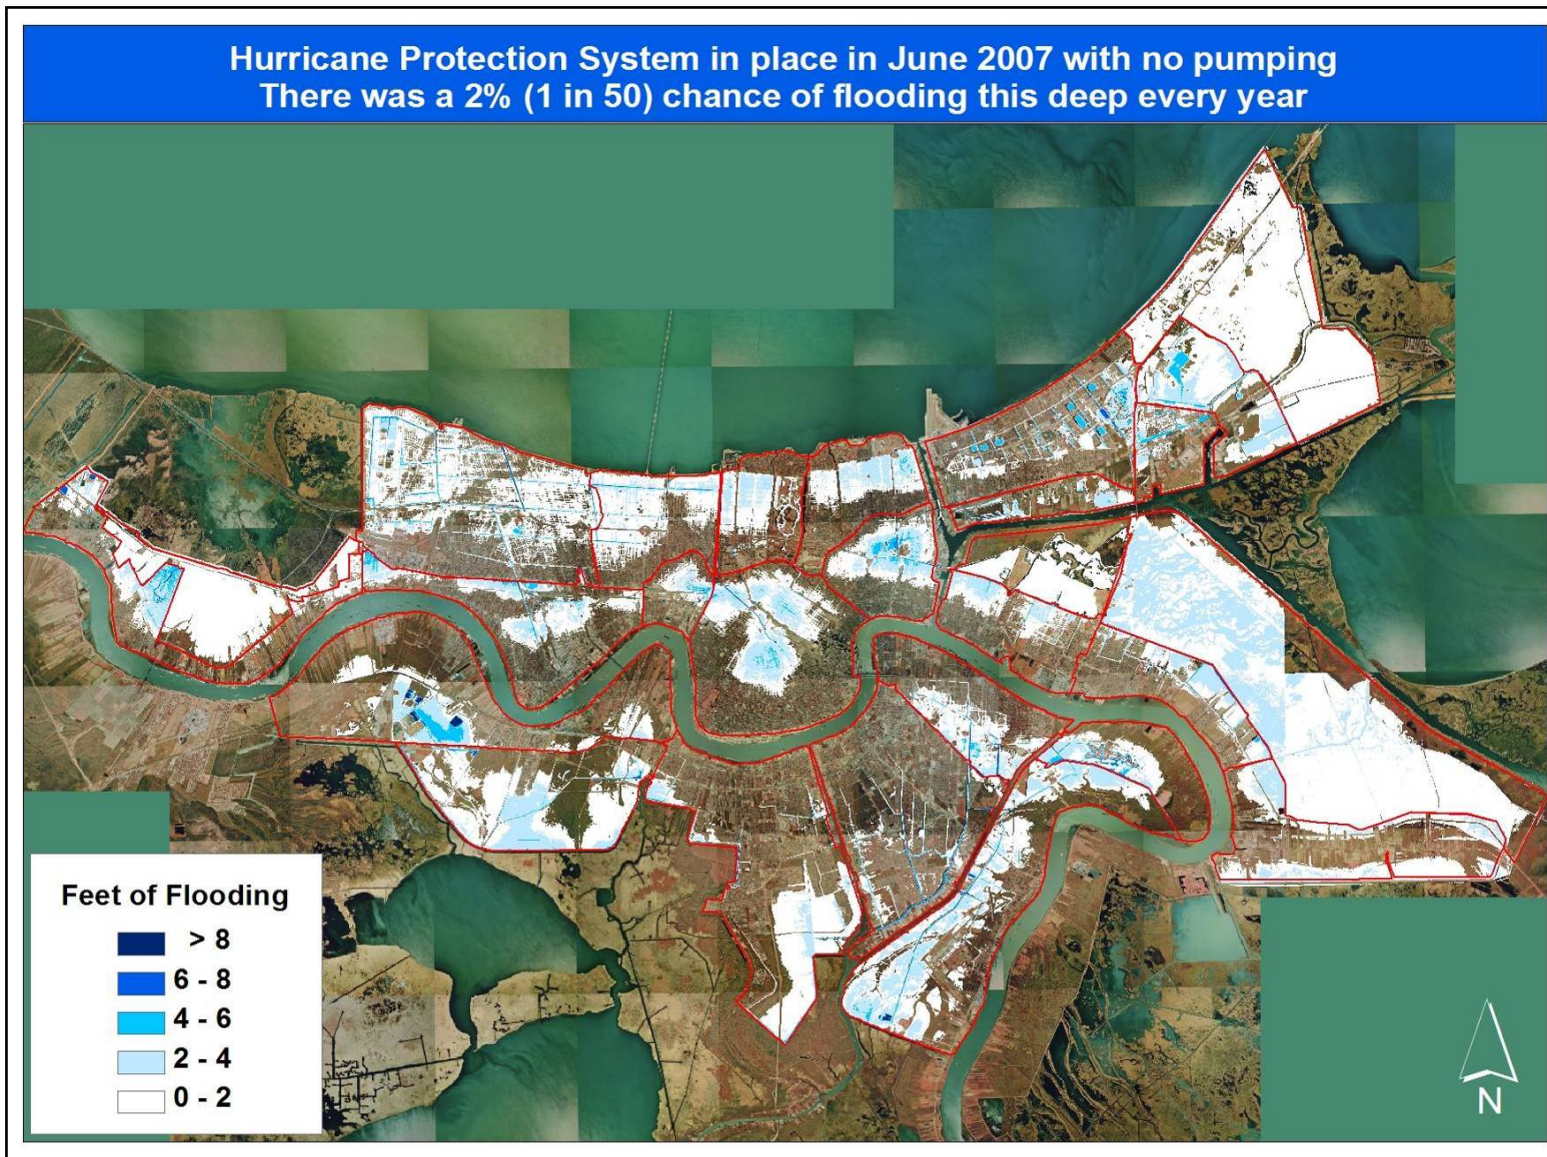 Hurricane Protection System in place in June 2007 with no pumping
There was a 2% (1 in 50) chance of flooding this deep every year
Feet of Flooding
> 8
6 - 8
4 - 6
2 - 4
0 - 2
N